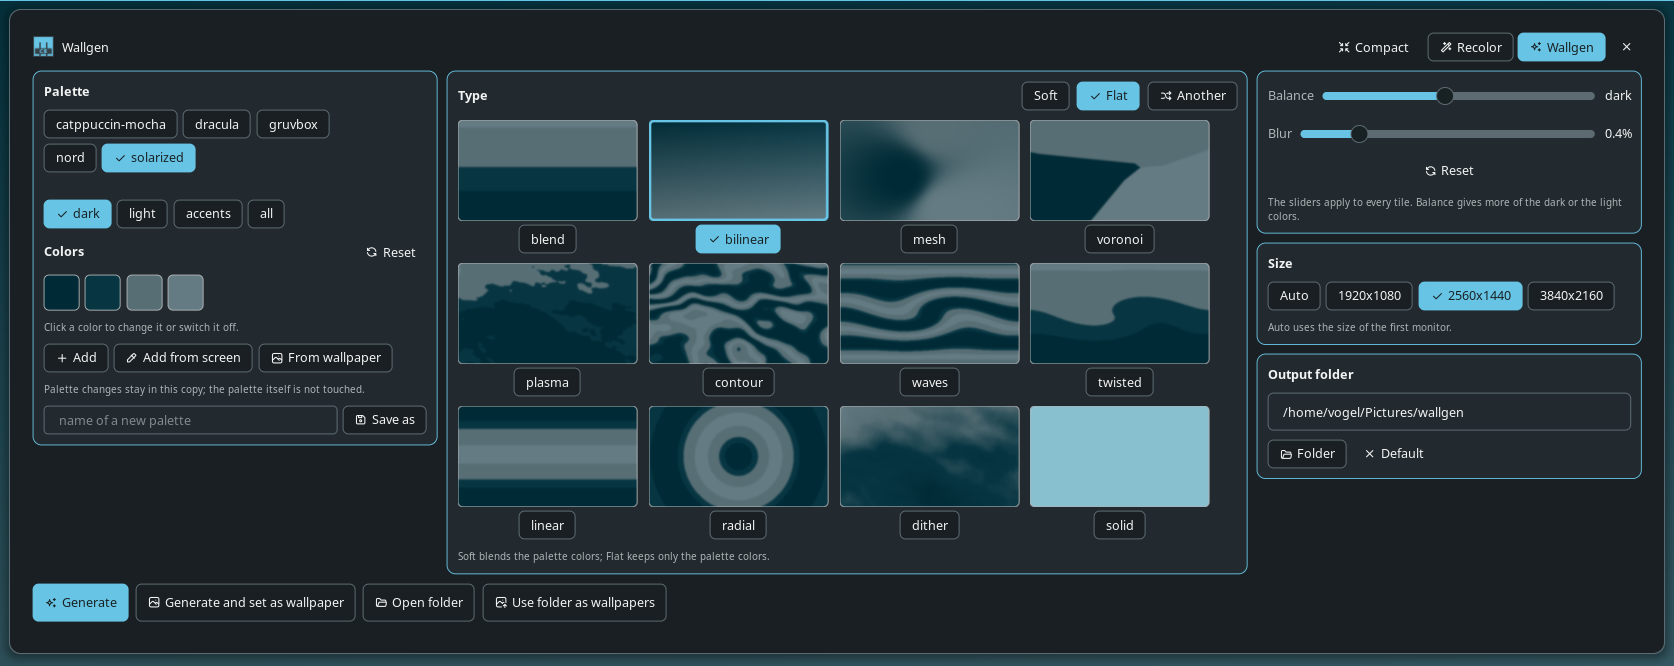 Wallgen
Compact
Recolor
Wallgen
Palette
catppuccin-mocha
dracula
gruvbox
nord
solarized
dark
light
accents
all
Colors
Reset
Click a color to change it or switch it off.
Add
Add from screen
From wallpaper
Palette changes stay in this copy; the palette itself is not touched.
name of a new palette
Save as
Type
Soft
Flat
Another
blend
bilinear
mesh
voronoi
plasma
contour
waves
twisted
linear
radial
dither
solid
Soft blends the palette colors; Flat keeps only the palette colors.
Balance
dark
Blur
0.4%
Reset
The sliders apply to every tile. Balance gives more of the dark or the light
colors.
Size
Auto
1920x1080
2560x1440
3840x2160
Auto uses the size of the first monitor.
Output folder
/home/vogel/Pictures/wallgen
Folder
Default
Generate
Generate and set as wallpaper
Open folder
Use folder as wallpapers